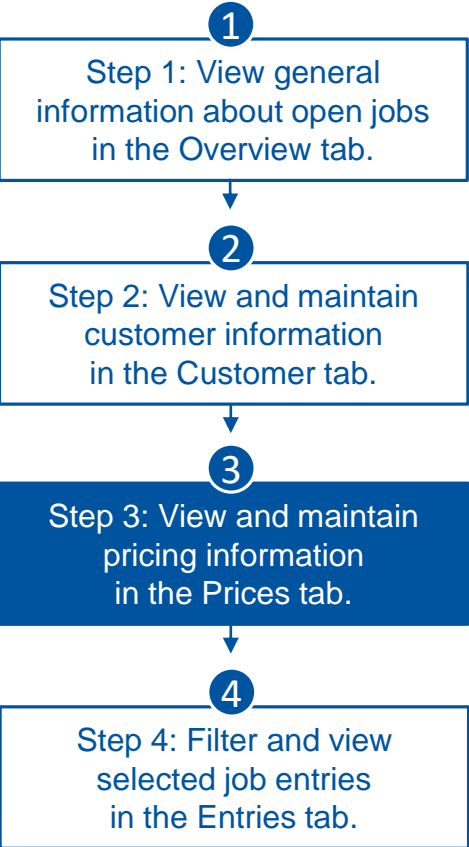 1
Step 1: View general
information about open jobs
in the Overview tab.
2
Step 2: View and maintain
customer information
in the Customer tab.
3
Step 3: View and maintain
pricing information
in the Prices tab.
4
Step 4: Filter and view
selected job entries
in the Entries tab.